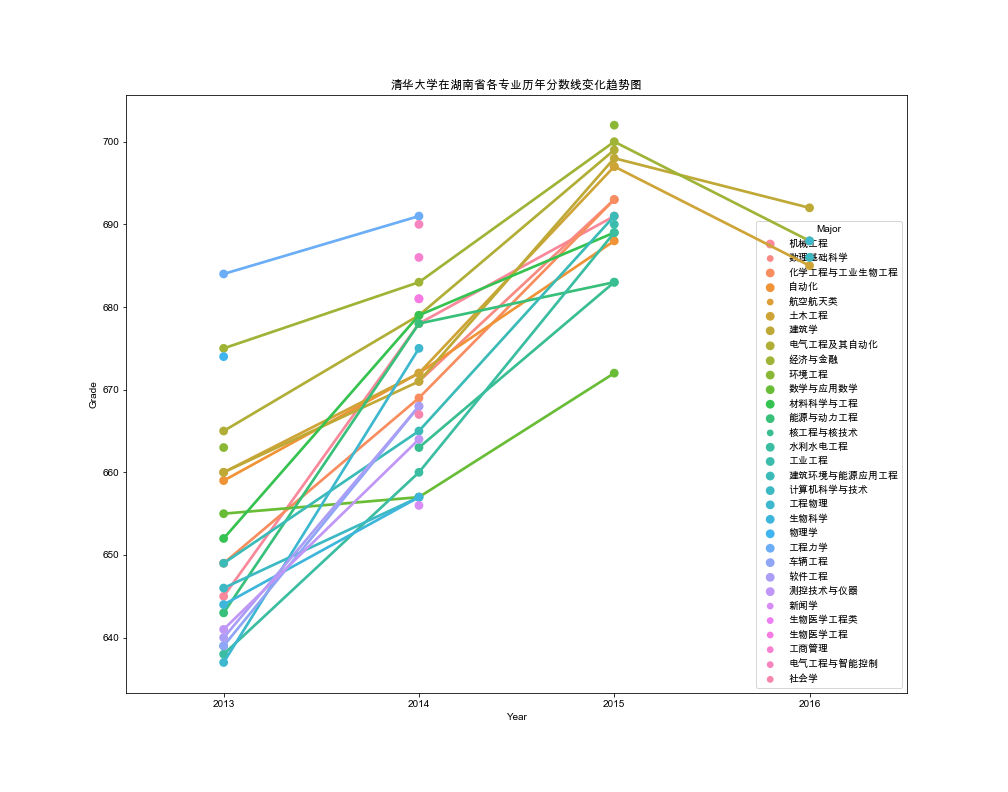 清华大学在湖南省各专业历年分数线变化趋势图
Grade
700
690
680
670
660
650
640
2013
2014
2015
2016
Year
Major
机械工程
数理基础科学
化学工程与工业生物工程
自动化
航空航天类
土木工程
建筑学
电气工程及其自动化
经济与金融
环境工程
数学与应用数学
材料科学与工程
能源与动力工程
核工程与核技术
水利水电工程
工业工程
建筑环境与能源应用工程
计算机科学与技术
工程物理
生物科学
物理学
工程力学
车辆工程
软件工程
测控技术与仪器
新闻学
生物医学工程类
生物医学工程
工商管理
电气工程与智能控制
社会学